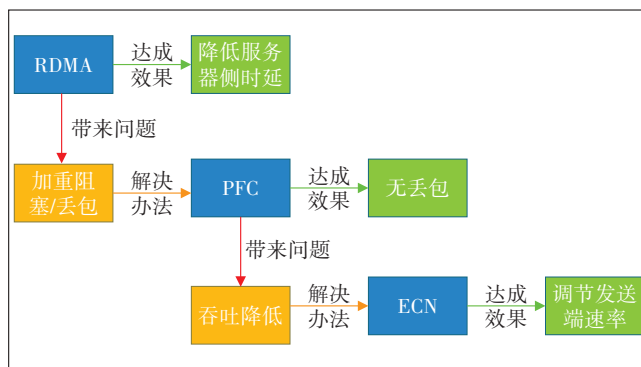 RDMA
达成
效果
降低服务
器侧时延
带来问题
加重阻
塞/丢包
解决
办法
PFC
达成
效果
无丢包
带来问题
吞吐降低
解决
办法
ECN
达成
效果
调节发送
端速率